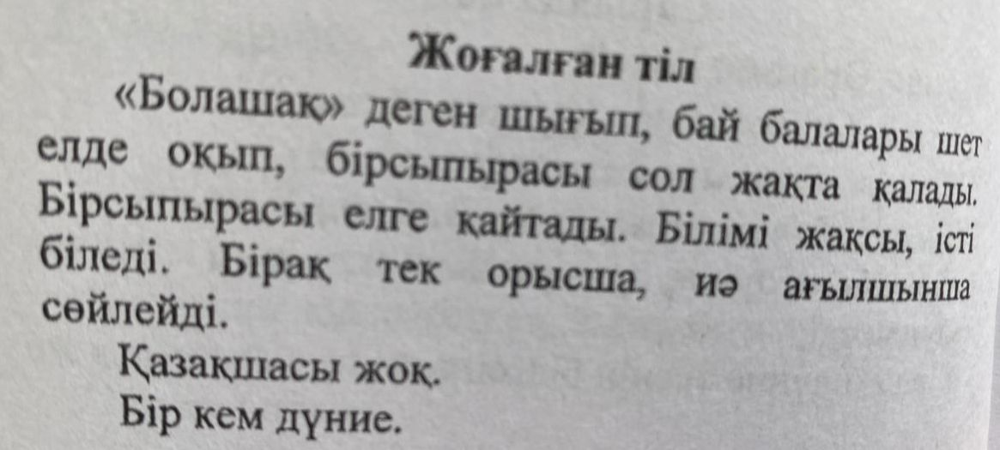 Жоғалған тіл
«Болашақ» деген шығып, бай балалары шет
елде оқып, бірсыпырасы сол жақта қалады.
Бірсыпырасы елге қайтады. Білімі жақсы, істі
біледі. Бірақ тек орысша, иә ағылшынша
сөйлейді.
Қазақшасы жоқ.
Бір кем дүние.